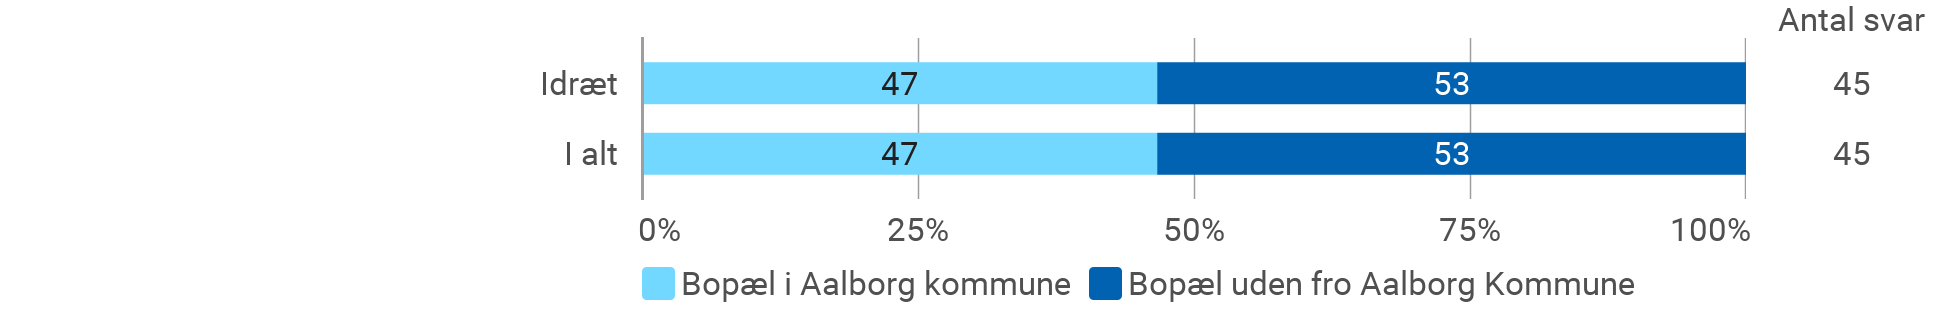 Antal svar
Idræt 47 53 45
I alt 47 53 45
0% 25% 50% 75% 100%
Bopæl i Aalborg kommune Bopæl uden fro Aalborg Kommune